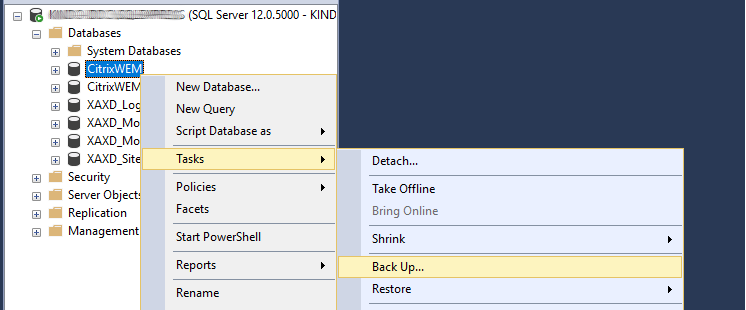 (SQL Server 12.0.5000 - KIND
Databases
System Databases
CitrixWEM
CitrixWEM
XAXD_Log
XAXD_Mo
XAXD_Mo
XAXD_Site
Security
Server Objects
Replication
Management
New Database...
New Query
Script Database as
Tasks
Policies
Facets
Start PowerShell
Reports
Rename
Detach...
Take Offline
Bring Online
Shrink
Back Up...
Restore